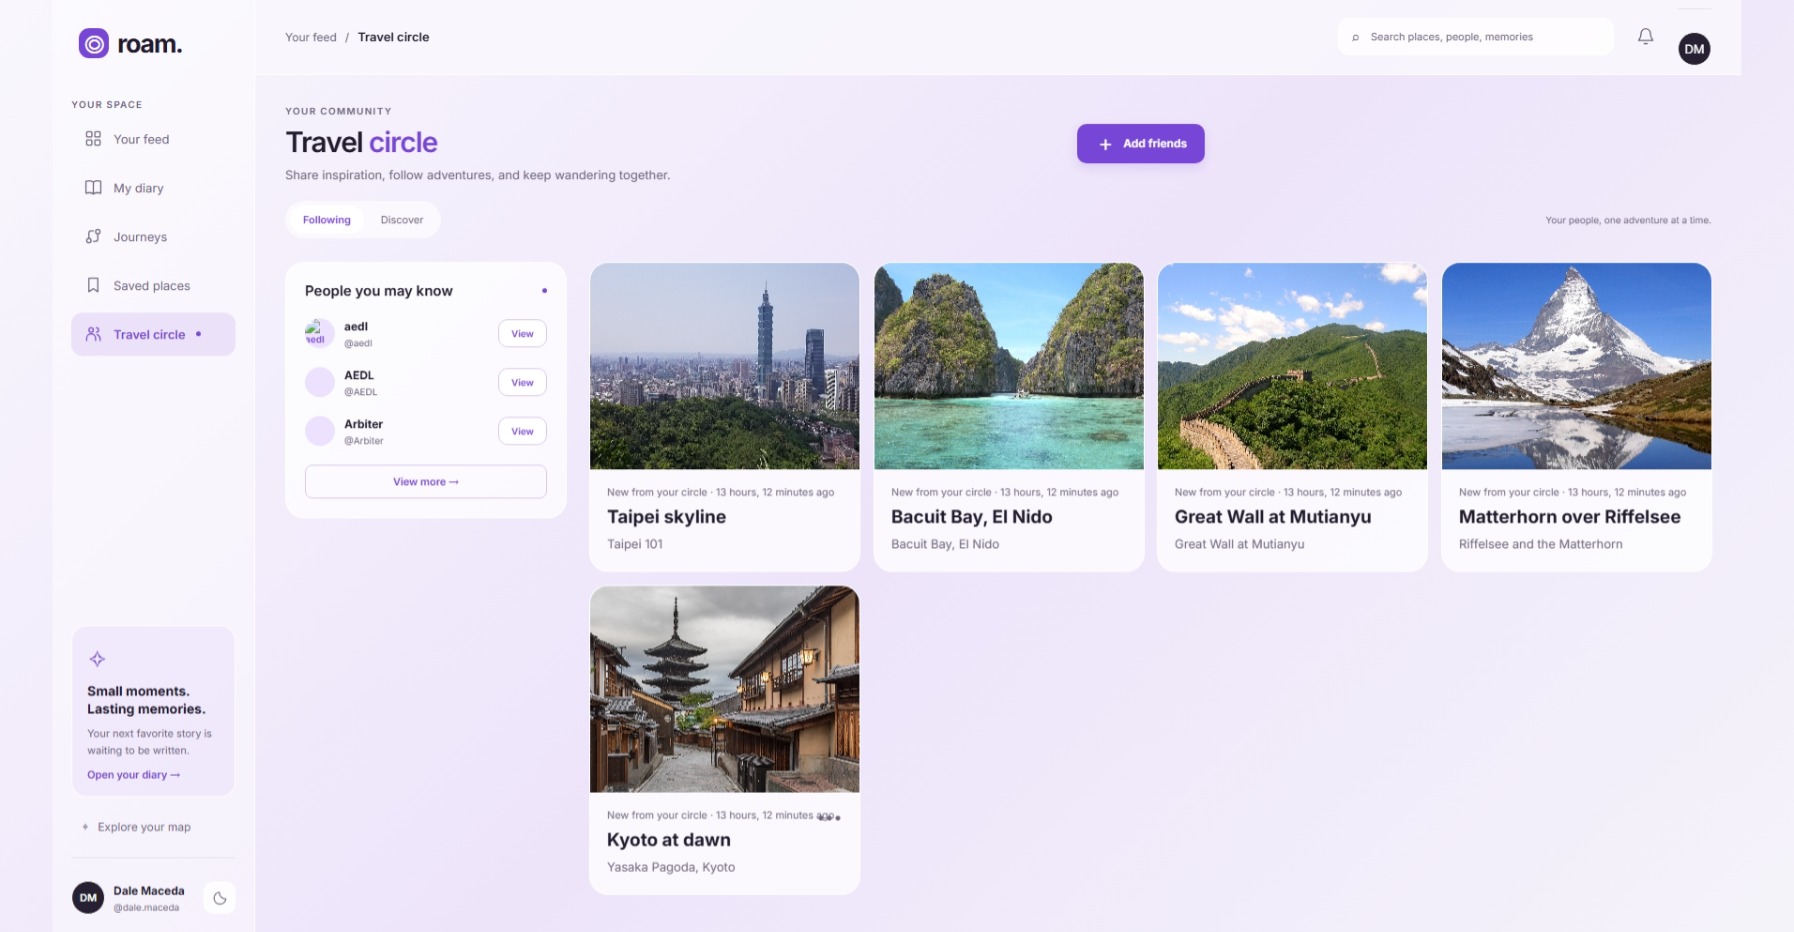 roam.
YOUR SPACE
Your feed
My diary
Journeys
Saved places
Travel circle
Small moments.
Lasting memories.
Your next favorite story is
waiting to be written.
Open your diary →
Explore your map
DM
Dale Maceda
@dale.maceda
Your feed / Travel circle
Search places, people, memories
DM
YOUR COMMUNITY
Travel circle
Share inspiration, follow adventures, and keep wandering together.
+ Add friends
Following
Discover
Your people, one adventure at a time.
People you may know
aedl
aedl
@aedl
View
AEDL
@AEDL
View
Arbiter
@Arbiter
View
View more →
New from your circle · 13 hours, 12 minutes ago
Taipei skyline
Taipei 101
New from your circle · 13 hours, 12 minutes ago
Bacuit Bay, El Nido
Bacuit Bay, El Nido
New from your circle · 13 hours, 12 minutes ago
Great Wall at Mutianyu
Great Wall at Mutianyu
New from your circle · 13 hours, 12 minutes ago
Matterhorn over Riffelsee
Riffelsee and the Matterhorn
New from your circle · 13 hours, 12 minutes ago
Kyoto at dawn
Yasaka Pagoda, Kyoto